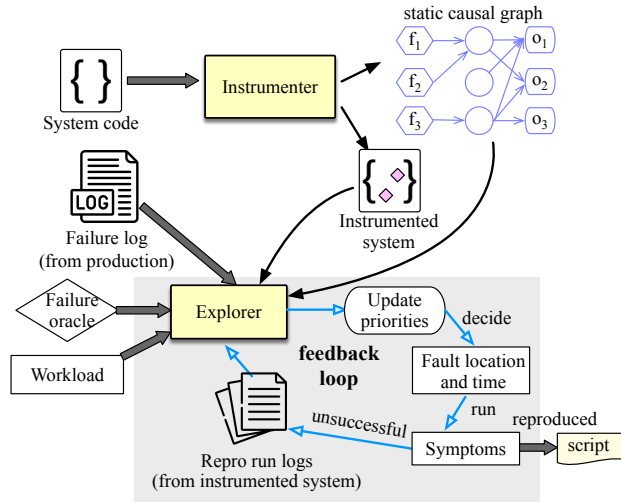 static causal graph
f1
o1
{ }
Instrumenter
f2
o2
System code
f3
o3
{ }
LOG
Instrumented
system
Failure log
(from production)
Failure
oracle
Explorer
Update
priorities
decide
Workload
feedback
loop
Fault location
and time
run
unsuccessful
reproduced
Symptoms
script
Repro run logs
(from instrumented system)